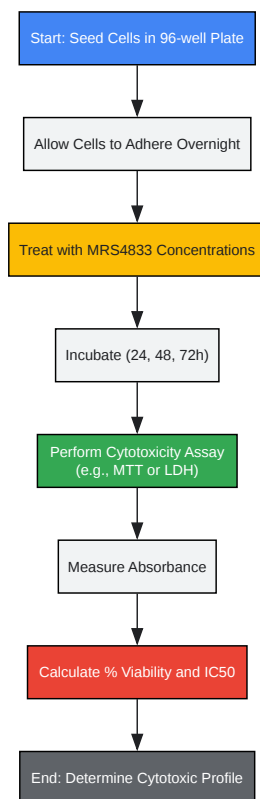 Start: Seed Cells in 96-well Plate
Allow Cells to Adhere Overnight
Treat with MRS4833 Concentrations
Incubate (24, 48, 72h)
Perform Cytotoxicity Assay
(e.g., MTT or LDH)
Measure Absorbance
Calculate % Viability and IC50
End: Determine Cytotoxic Profile